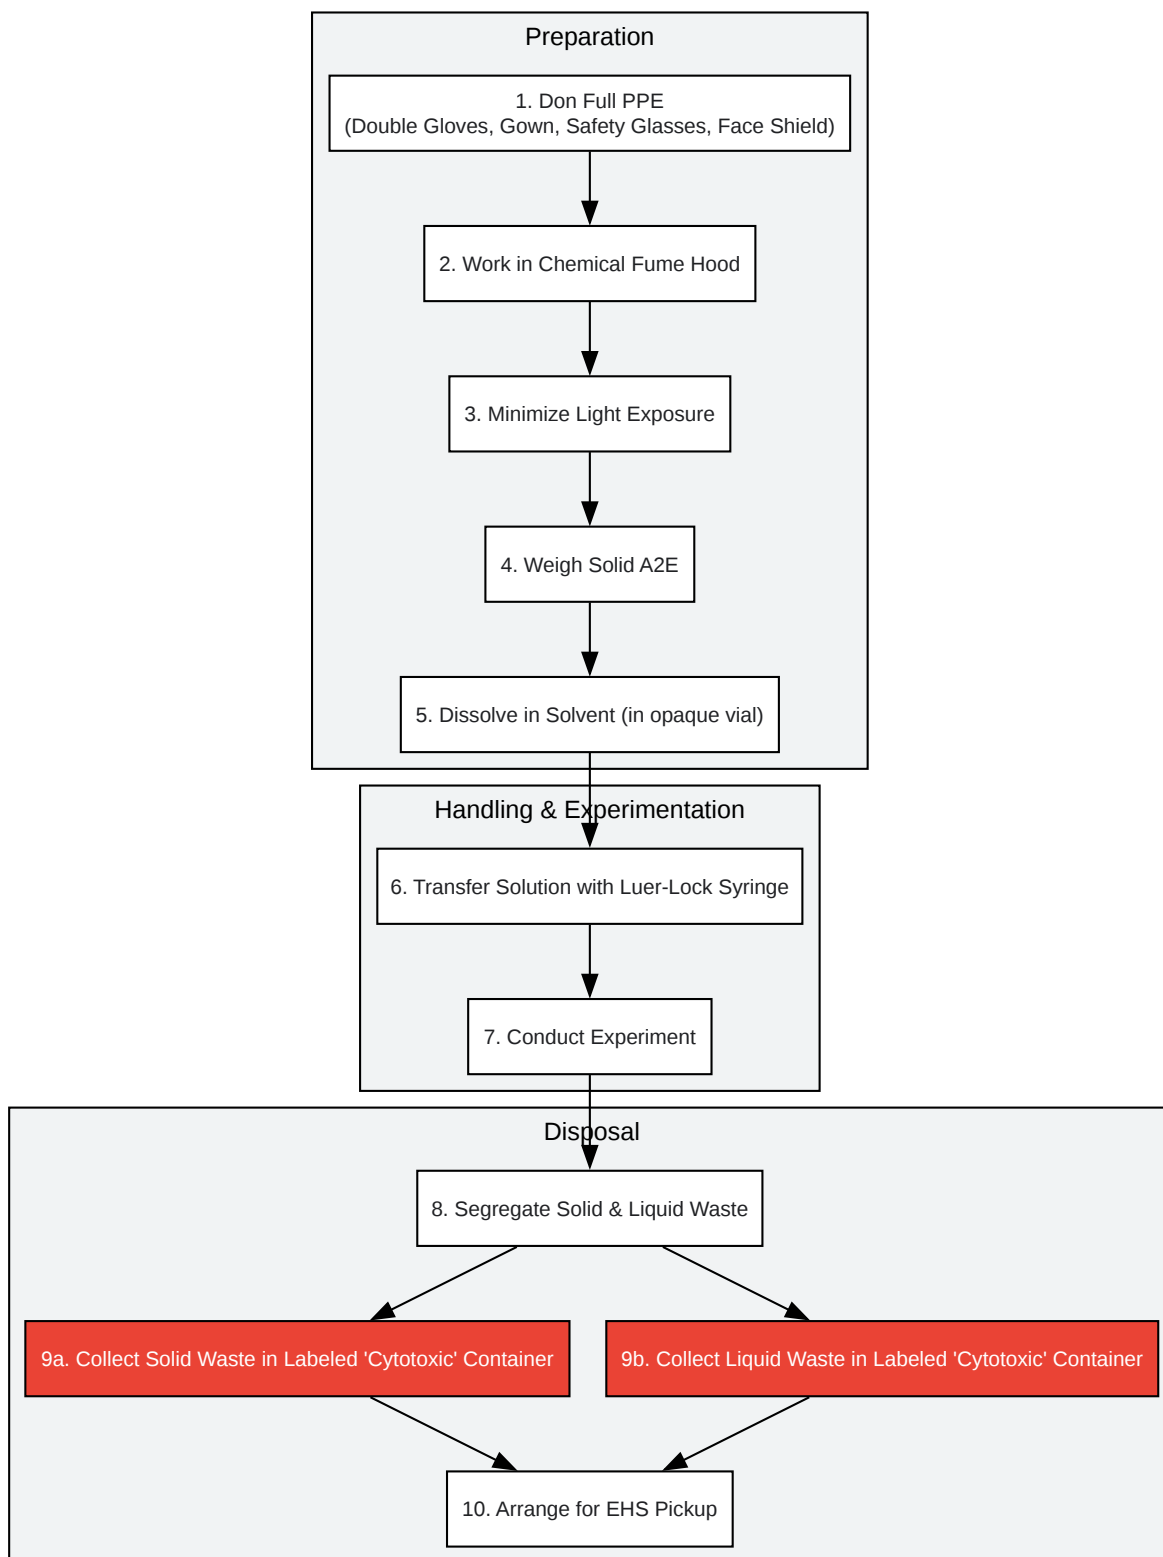 Preparation
1. Don Full PPE
(Double Gloves, Gown, Safety Glasses, Face Shield)
2. Work in Chemical Fume Hood
3. Minimize Light Exposure
4. Weigh Solid A2E
5. Dissolve in Solvent (in opaque vial)
Handling & Experimentation
6. Transfer Solution with Luer-Lock Syringe
7. Conduct Experiment
Disposal
8. Segregate Solid & Liquid Waste
9a. Collect Solid Waste in Labeled 'Cytotoxic' Container
9b. Collect Liquid Waste in Labeled 'Cytotoxic' Container
10. Arrange for EHS Pickup